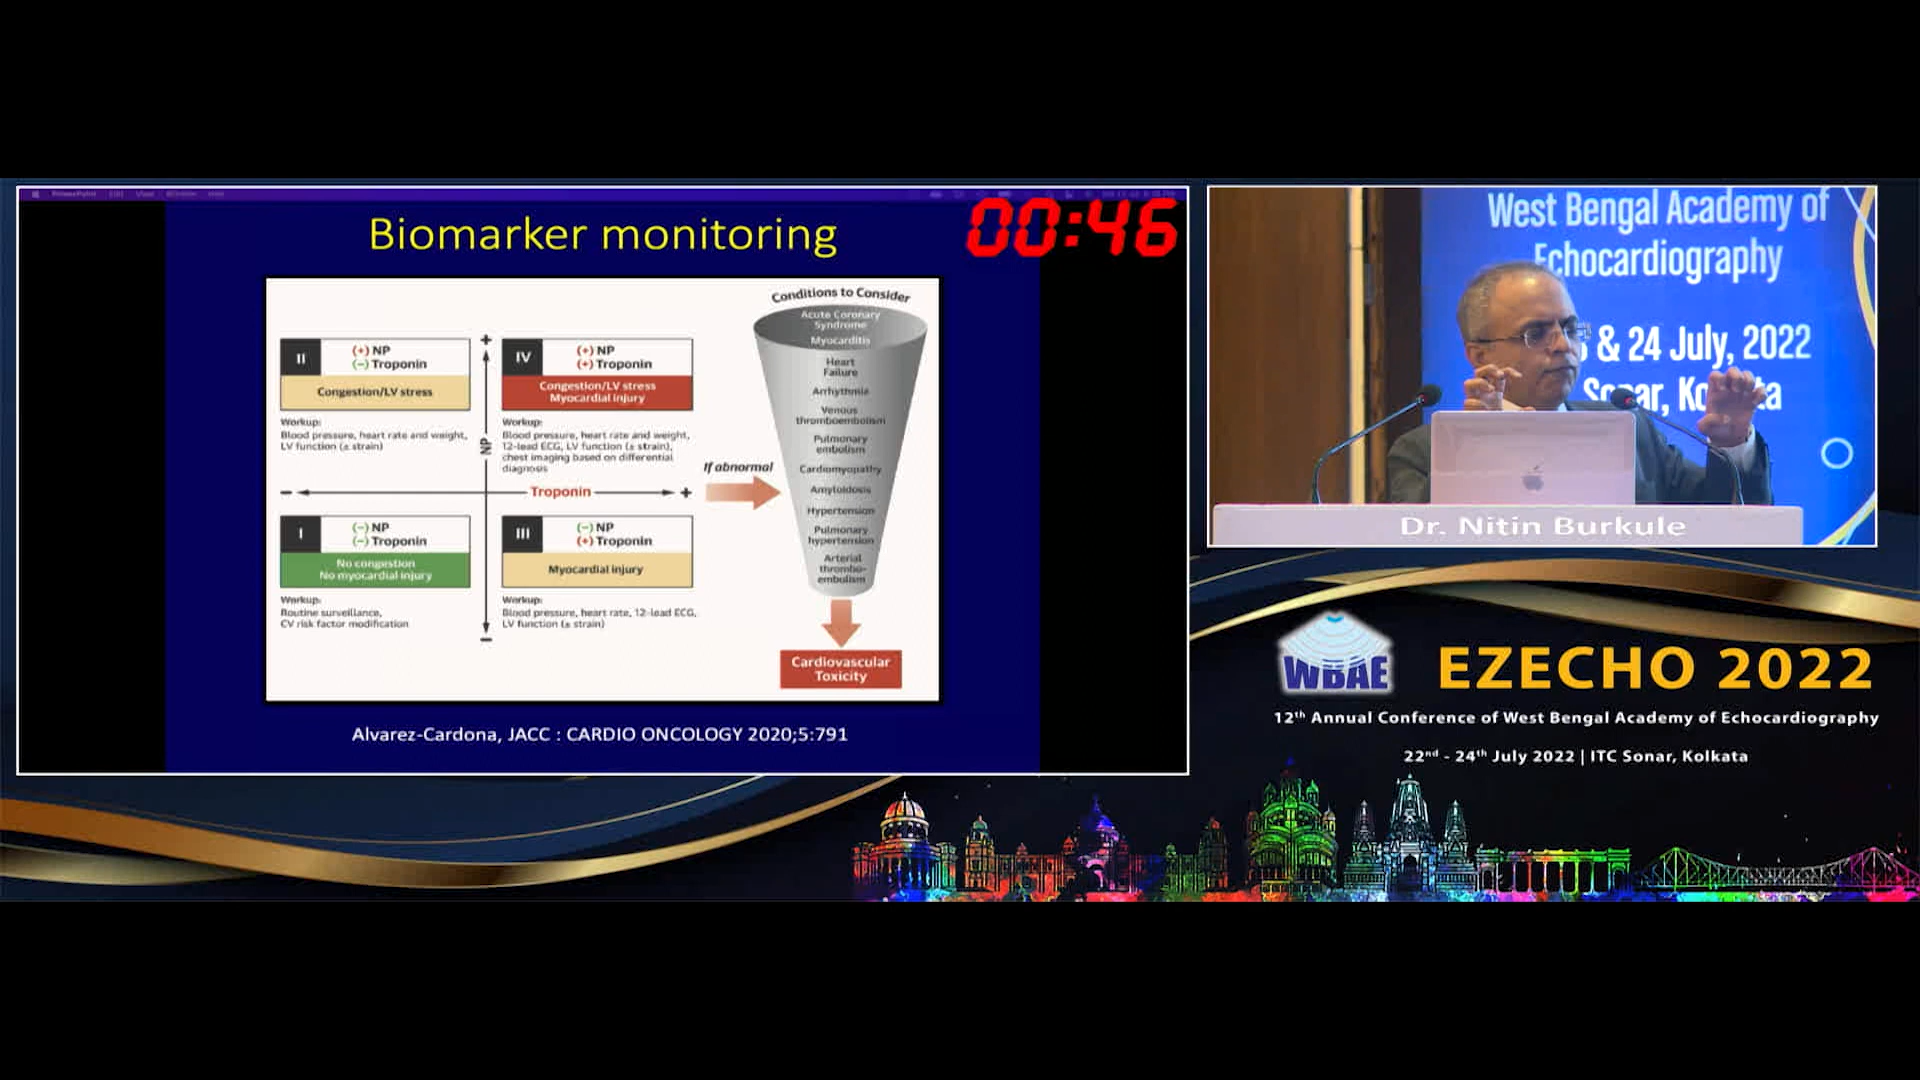 PowerPoint Edit View
Biomarker monitoring
00:46
II
(+) NP
(−) Troponin
Congestion/LV stress
Workup:
Blood pressure, heart rate and weight,
LV function (± strain)
IV
(+) NP
(+) Troponin
Congestion/LV stress
Myocardial injury
Workup:
Blood pressure, heart rate and weight,
12-lead ECG, LV function (± strain),
chest imaging based on differential
diagnosis
+
NP
−
− Troponin +
I
(−) NP
(−) Troponin
No congestion
No myocardial injury
Workup:
Routine surveillance,
CV risk factor modification
III
(−) NP
(+) Troponin
Myocardial injury
Workup:
Blood pressure, heart rate, 12-lead ECG,
LV function (± strain)
If abnormal
Conditions to Consider
Acute Coronary
Syndrome
Myocarditis
Heart
Failure
Arrhythmia
Venous
thromboembolism
Pulmonary
embolism
Cardiomyopathy
Amyloidosis
Hypertension
Pulmonary
hypertension
Arterial
thrombo-
embolism
Cardiovascular
Toxicity
Alvarez-Cardona, JACC : CARDIO ONCOLOGY 2020;5:791
West Bengal Academy of
Echocardiography
& 24 July, 2022
Dr. Nitin Burkule
WBAE
EZECHO 2022
12th Annual Conference of West Bengal Academy of Echocardiography
22nd - 24th July 2022 | ITC Sonar, Kolkata